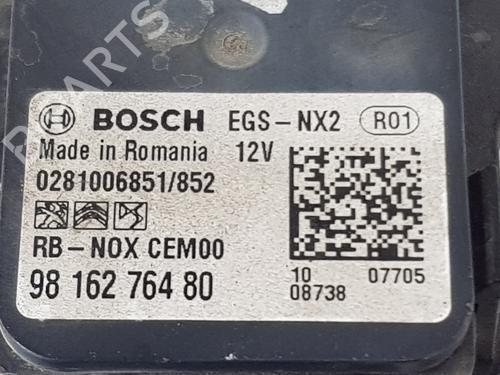 PARTS
BOSCH EGS-NX2 R01
Made in Romania 12V
0281006851/852
RB-NOX CEM00
98 162 764 80
10 07705
08738